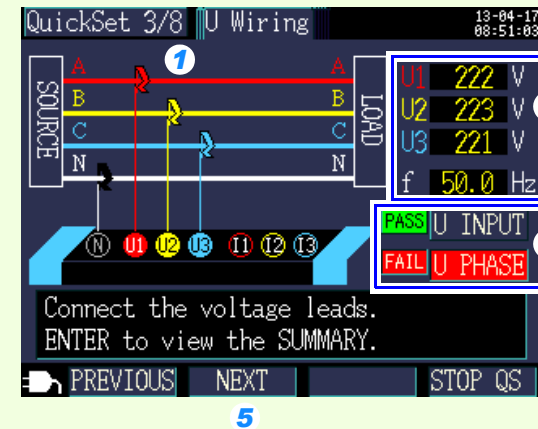 QuickSet 3/8 U Wiring 13-04-17
08:51:03
1
A A
B B
C C
N N
SOURCE
LOAD
U1 222 V
U2 223 V
U3 221 V
f 50.0 Hz
PASS U INPUT
FAIL U PHASE
N U1 U2 U3 I1 I2 I3
Connect the voltage leads.
ENTER to view the SUMMARY.
PREVIOUS NEXT STOP QS
5